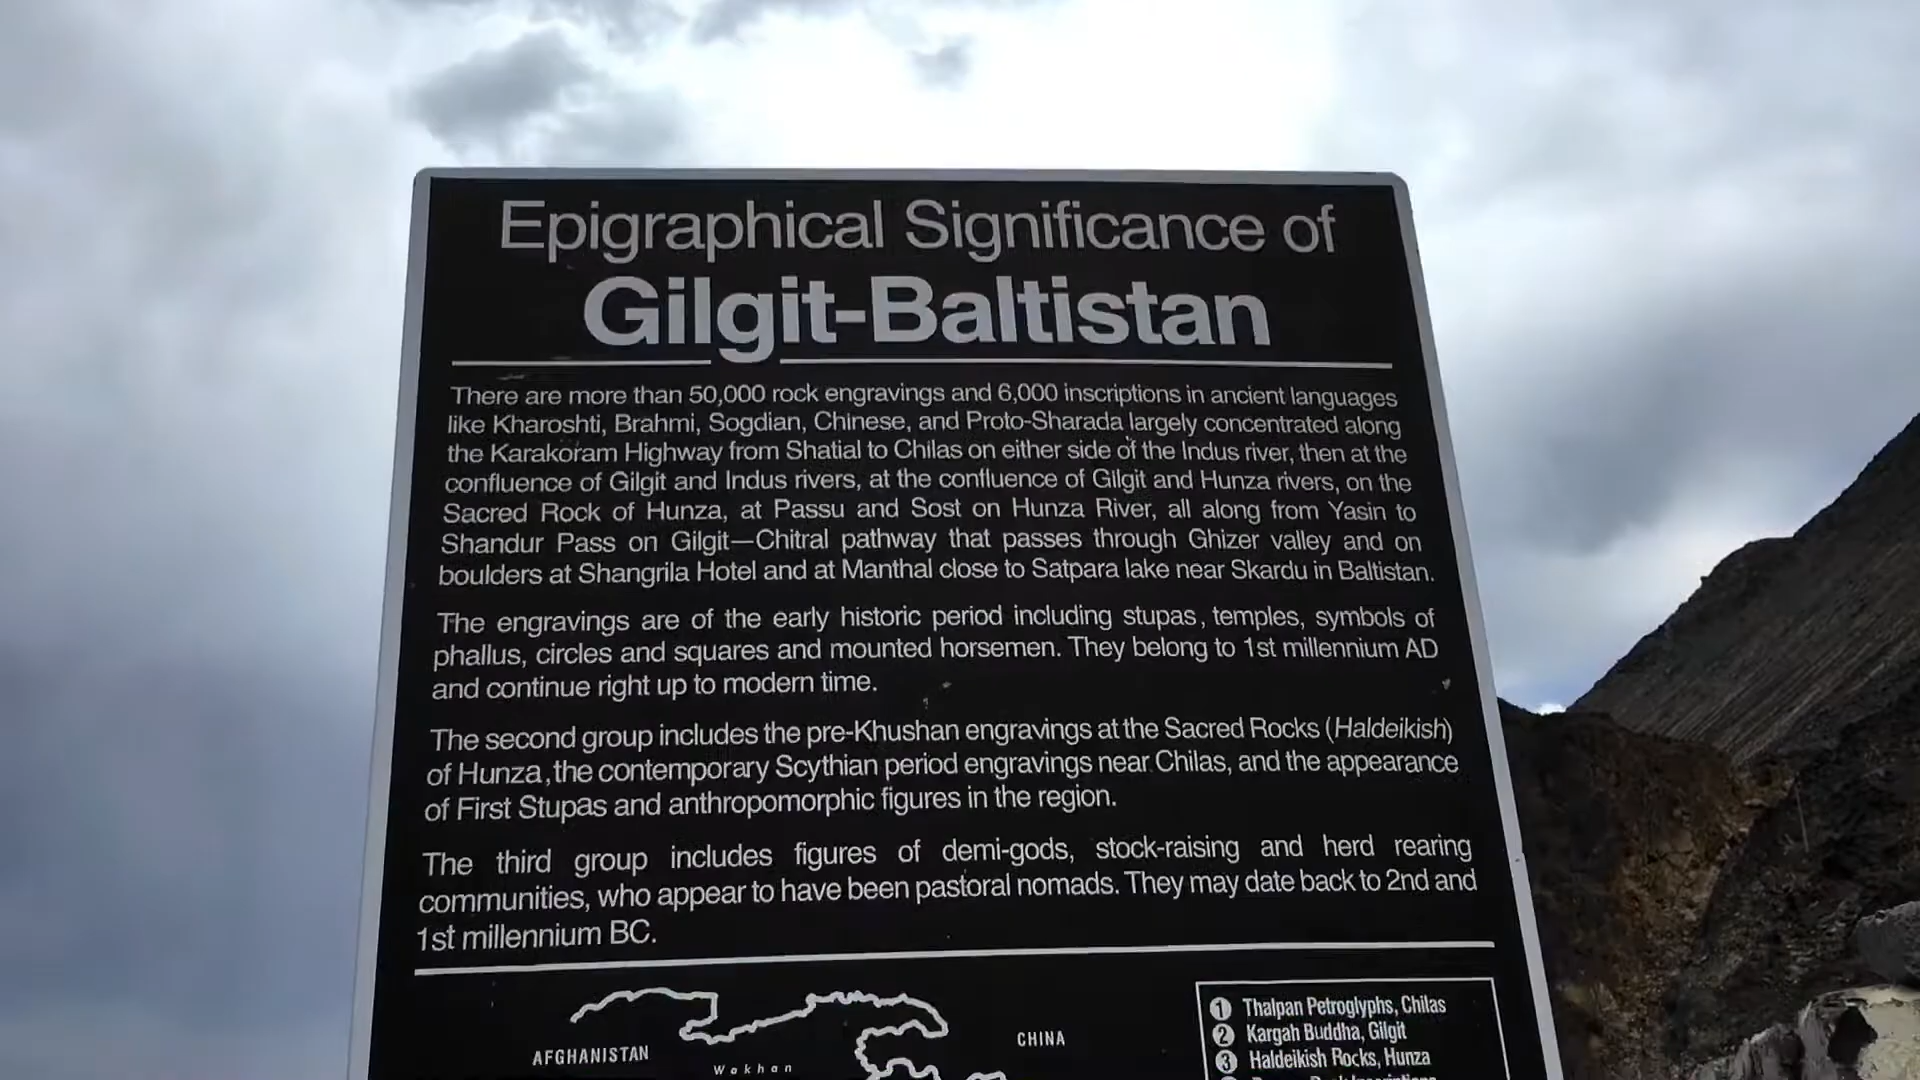 Epigraphical Significance of
Gilgit-Baltistan
There are more than 50,000 rock engravings and 6,000 inscriptions in ancient languages
like Kharoshti, Brahmi, Sogdian, Chinese, and Proto-Sharada largely concentrated along
the Karakoram Highway from Shatial to Chilas on either side of the Indus river, then at the
confluence of Gilgit and Indus rivers, at the confluence of Gilgit and Hunza rivers, on the
Sacred Rock of Hunza, at Passu and Sost on Hunza River, all along from Yasin to
Shandur Pass on Gilgit—Chitral pathway that passes through Ghizer valley and on
boulders at Shangrila Hotel and at Manthal close to Satpara lake near Skardu in Baltistan.
The engravings are of the early historic period including stupas, temples, symbols of
phallus, circles and squares and mounted horsemen. They belong to 1st millennium AD
and continue right up to modern time.
The second group includes the pre-Khushan engravings at the Sacred Rocks (Haldeikish)
of Hunza, the contemporary Scythian period engravings near Chilas, and the appearance
of First Stupas and anthropomorphic figures in the region.
The third group includes figures of demi-gods, stock-raising and herd rearing
communities, who appear to have been pastoral nomads. They may date back to 2nd and
1st millennium BC.
AFGHANISTAN
Wakhan
CHINA
1 Thalpan Petroglyphs, Chilas
2 Kargah Buddha, Gilgit
3 Haldeikish Rocks, Hunza